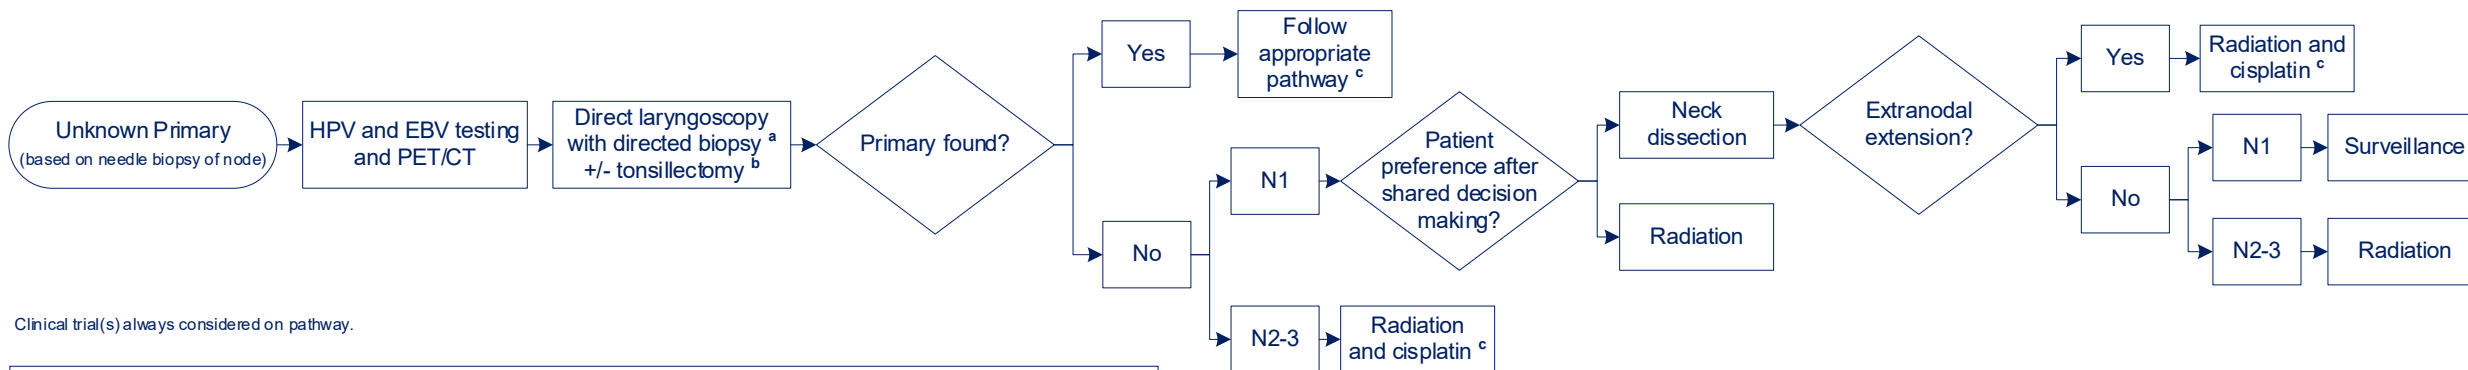 Unknown Primary
(based on needle biopsy of node)
HPV and EBV testing
and PET/CT
Direct laryngoscopy
with directed biopsy a
+/- tonsillectomy b
Primary found?
Yes
Follow
appropriate
pathway c
No
N1
Patient
preference after
shared decision
making?
Neck
dissection
Extranodal
extension?
Yes
Radiation and
cisplatin c
No
N1
Surveillance
N2-3
Radiation
Radiation
N2-3
Radiation
and cisplatin c
Clinical trial(s) always considered on pathway.